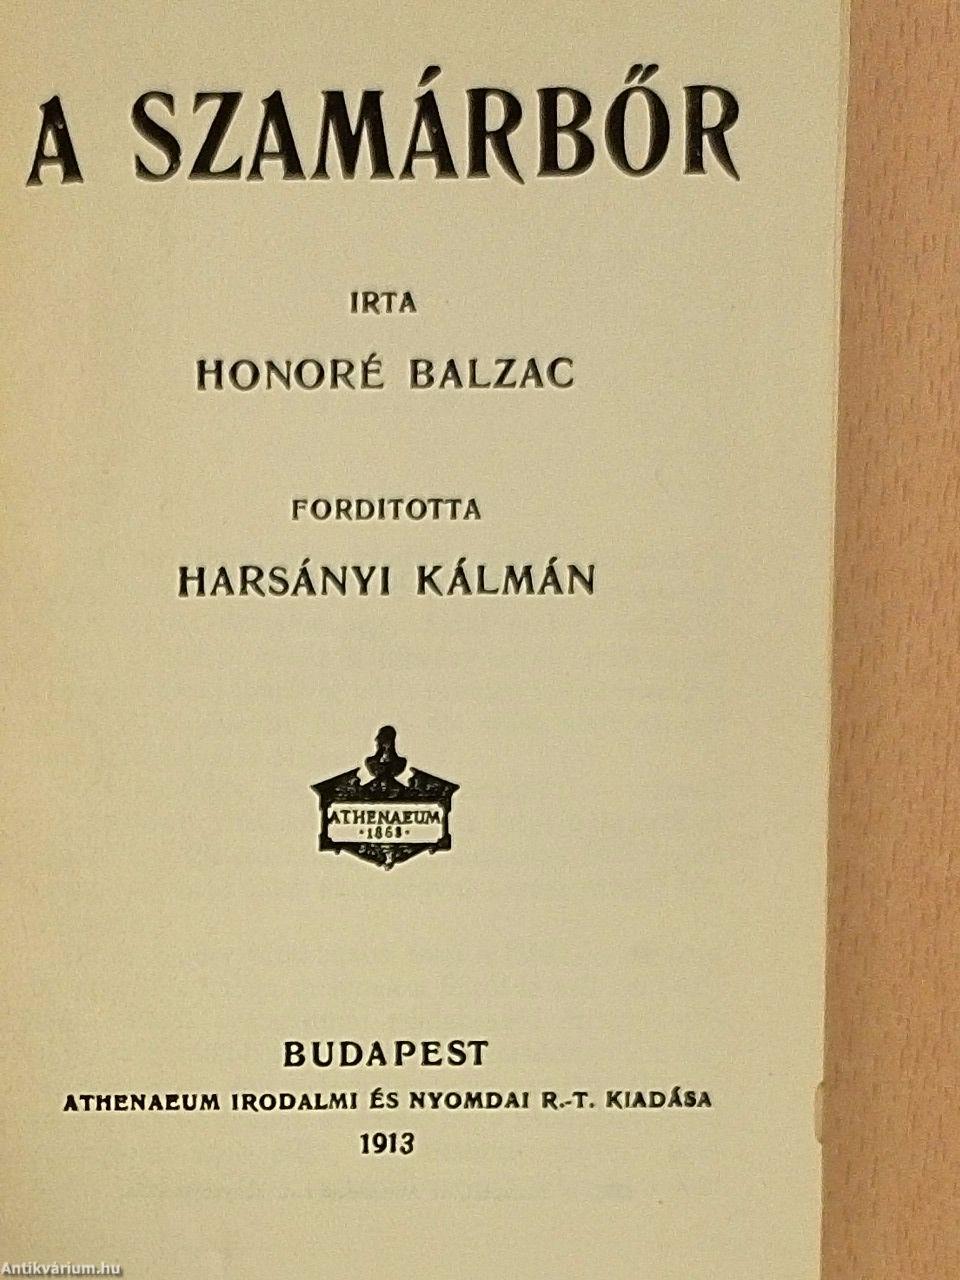 A SZAMÁRBŐR
IRTA
HONORÉ BALZAC
FORDITOTTA
HARSÁNYI KÁLMÁN
ATHENAEUM
·1868·
BUDAPEST
ATHENAEUM IRODALMI ÉS NYOMDAI R.-T. KIADÁSA
1913
Antikvárium.hu